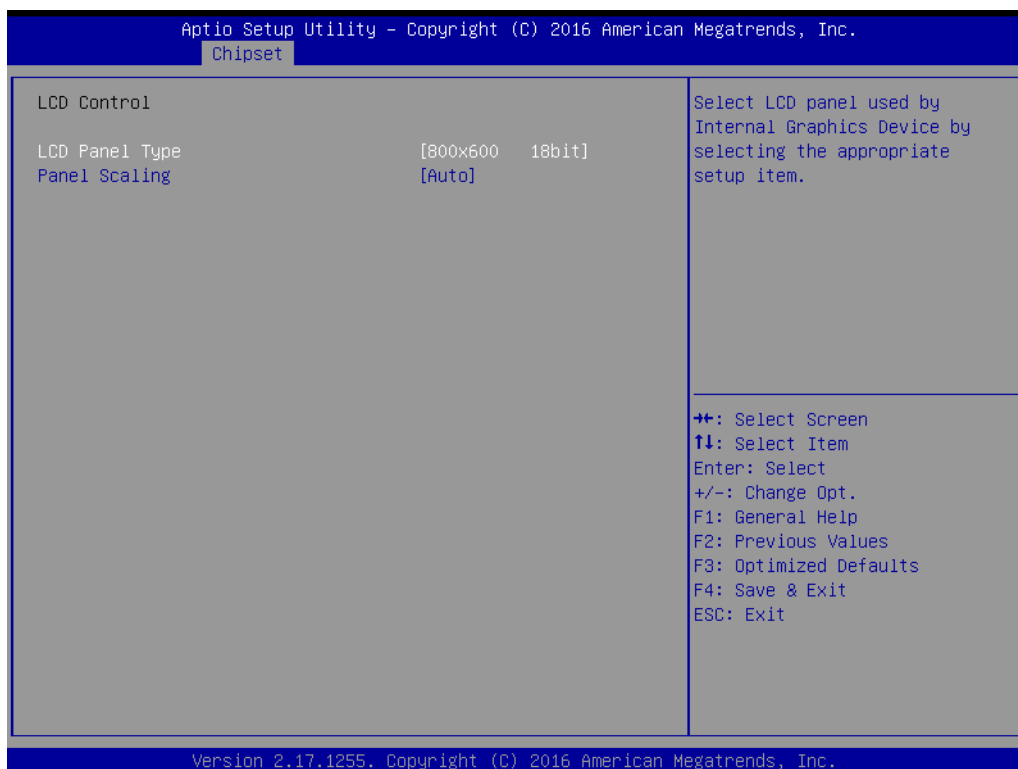 Aptio Setup Utility – Copyright (C) 2016 American Megatrends, Inc.
Chipset
LCD Control
LCD Panel Type [800x600 18bit]
Panel Scaling [Auto]
Select LCD panel used by
Internal Graphics Device by
selecting the appropriate
setup item.
→←: Select Screen
↑↓: Select Item
Enter: Select
+/-: Change Opt.
F1: General Help
F2: Previous Values
F3: Optimized Defaults
F4: Save & Exit
ESC: Exit
Version 2.17.1255. Copyright (C) 2016 American Megatrends, Inc.